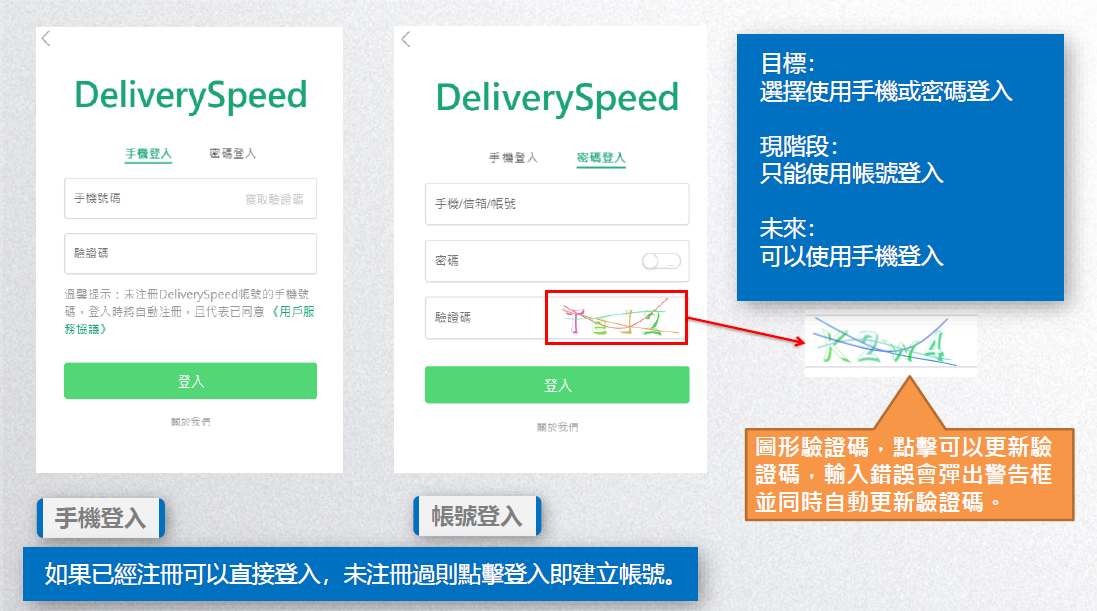 DeliverySpeed
手機登入 密碼登入
手機號碼 獲取驗證碼
驗證碼
溫馨提示：未注冊DeliverySpeed帳號的手機號
碼，登入時將自動注冊，且代表已同意《用戶服
務協議》
登入
關於我們
手機登入
DeliverySpeed
手機登入 密碼登入
手機/信箱/帳號
密碼
驗證碼
登入
關於我們
帳號登入
如果已經注冊可以直接登入，未注冊過則點擊登入即建立帳號。
目標：
選擇使用手機或密碼登入
現階段：
只能使用帳號登入
未來：
可以使用手機登入
K2m4
圖形驗證碼，點擊可以更新驗
證碼，輸入錯誤會彈出警告框
並同時自動更新驗證碼。